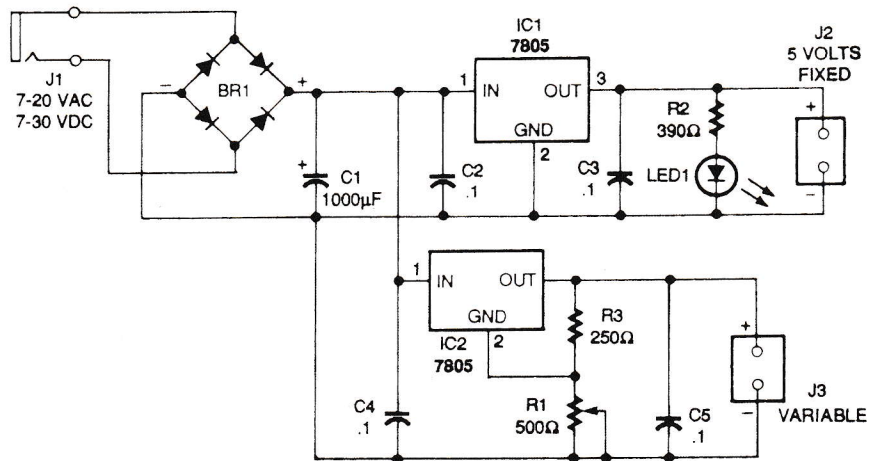 J1
7-20 VAC
7-30 VDC
BR1
−
+
+
C1
1000µF
IC1
7805
1
IN
OUT
3
GND
2
C2
.1
C3
.1
R2
390Ω
LED1
J2
5 VOLTS
FIXED
+
−
1
IN
OUT
GND
IC2
7805
2
R3
250Ω
R1
500Ω
C4
.1
C5
.1
+
−
J3
VARIABLE